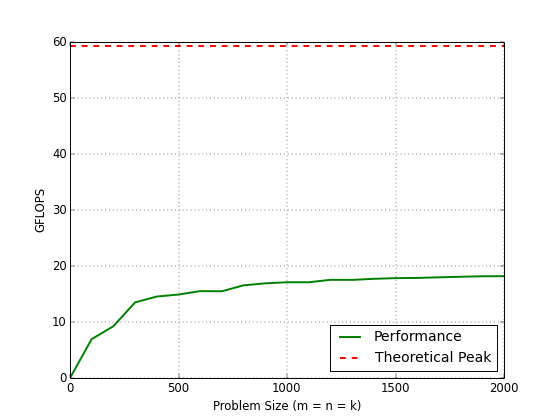 60
50
40
30
20
10
0
GFLOPS
Performance
Theoretical Peak
0 500 1000 1500 2000
Problem Size (m = n = k)